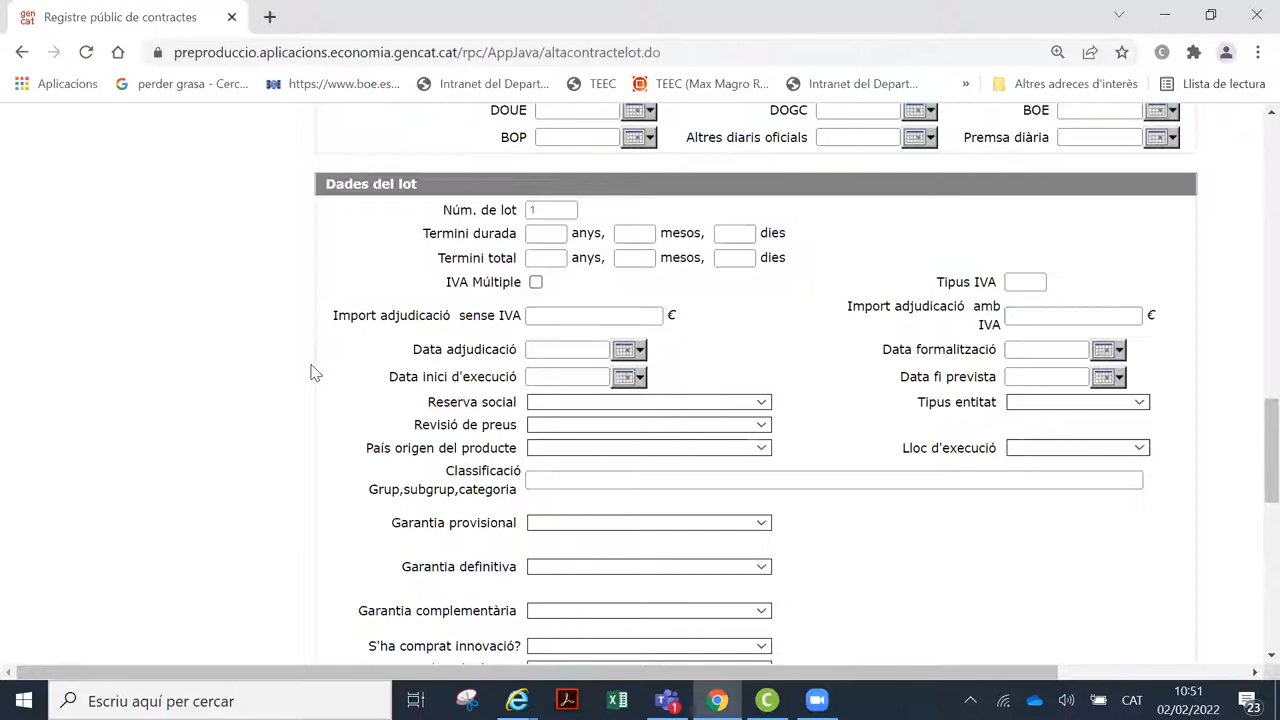 gen
cat
Registre públic de contractes
preproduccio.aplicacions.economia.gencat.cat/rpc/AppJava/altacontractelot.do
Aplicacions
perder grasa - Cerc...
https://www.boe.es...
Intranet del Depart...
TEEC
TEEC (Max Magro R...
Intranet del Depart...
»
Altres adreces d'interès
Llista de lectura
DOUE
DOGC
BOE
BOP
Altres diaris oficials
Premsa diària
Dades del lot
Núm. de lot 1
Termini durada anys, mesos, dies
Termini total anys, mesos, dies
IVA Múltiple
Tipus IVA
Import adjudicació sense IVA €
Import adjudicació amb
IVA €
Data adjudicació
Data formalització
Data inici d'execució
Data fi prevista
Reserva social
Tipus entitat
Revisió de preus
País origen del producte
Lloc d'execució
Classificació
Grup,subgrup,categoria
Garantia provisional
Garantia definitiva
Garantia complementària
S'ha comprat innovació?
Escriu aquí per cercar
1
CAT
10:51
02/02/2022
23